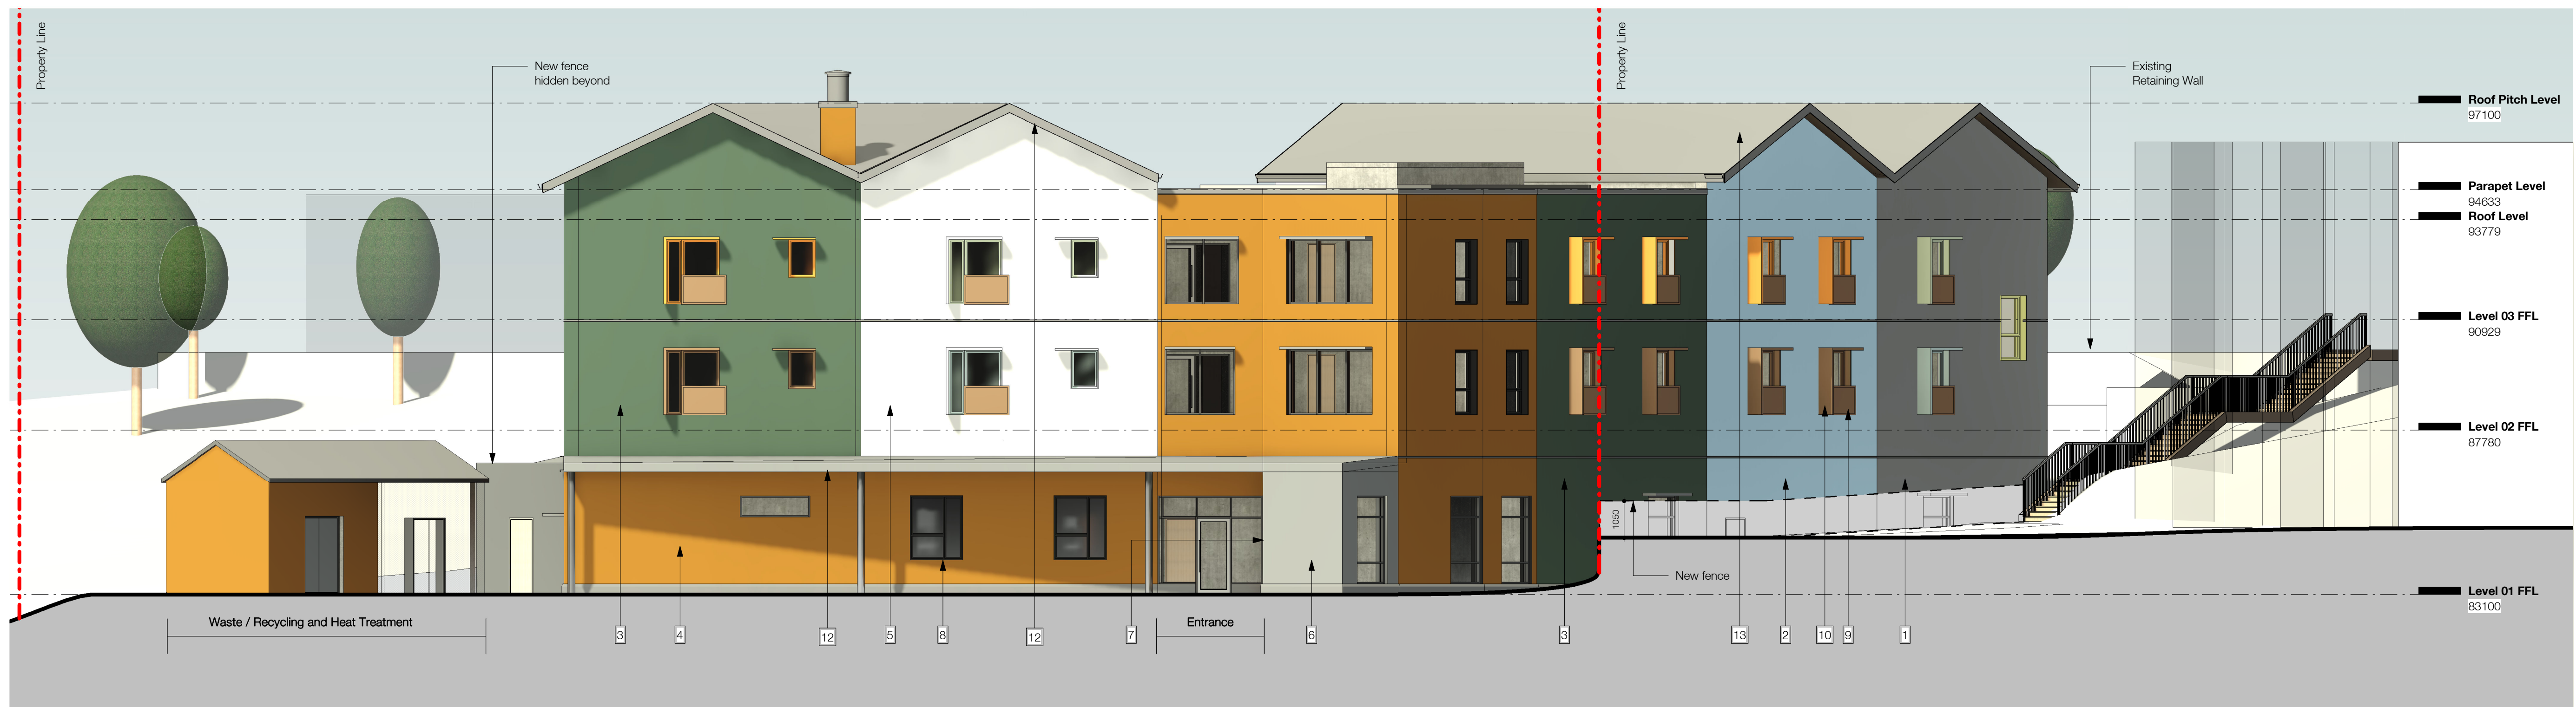 Property Line
New fence
hidden beyond
Property Line
Existing
Retaining Wall
Roof Pitch Level
97100
Parapet Level
94633
Roof Level
93779
Level 03 FFL
90929
Level 02 FFL
87780
1050
New fence
Level 01 FFL
83100
Waste / Recycling and Heat Treatment
Entrance
3
4
12
5
8
12
7
6
3
13
2
10
9
1